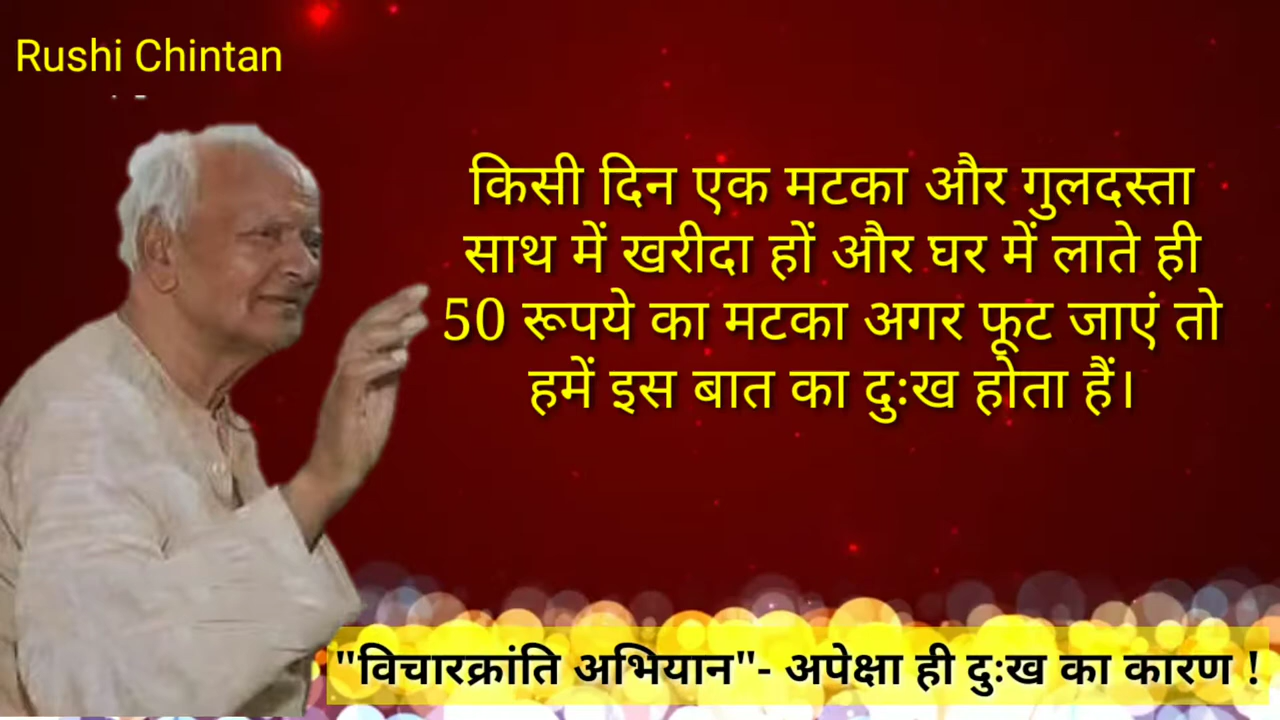 Rushi Chintan
किसी दिन एक मटका और गुलदस्ता
साथ में खरीदा हों और घर में लाते ही
50 रूपये का मटका अगर फूट जाएं तो
हमें इस बात का दुःख होता हैं।
"विचारक्रांति अभियान"- अपेक्षा ही दुःख का कारण !